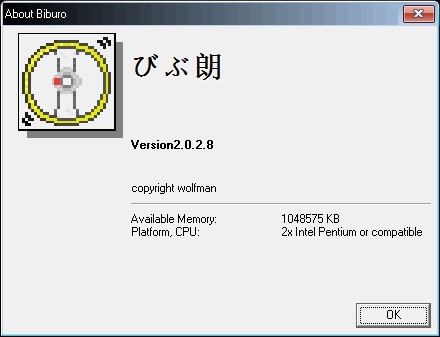 About Biburo
びぶ朗
Version2.0.2.8
copyright wolfman
Available Memory: 1048575 KB
Platform, CPU: 2x Intel Pentium or compatible
OK